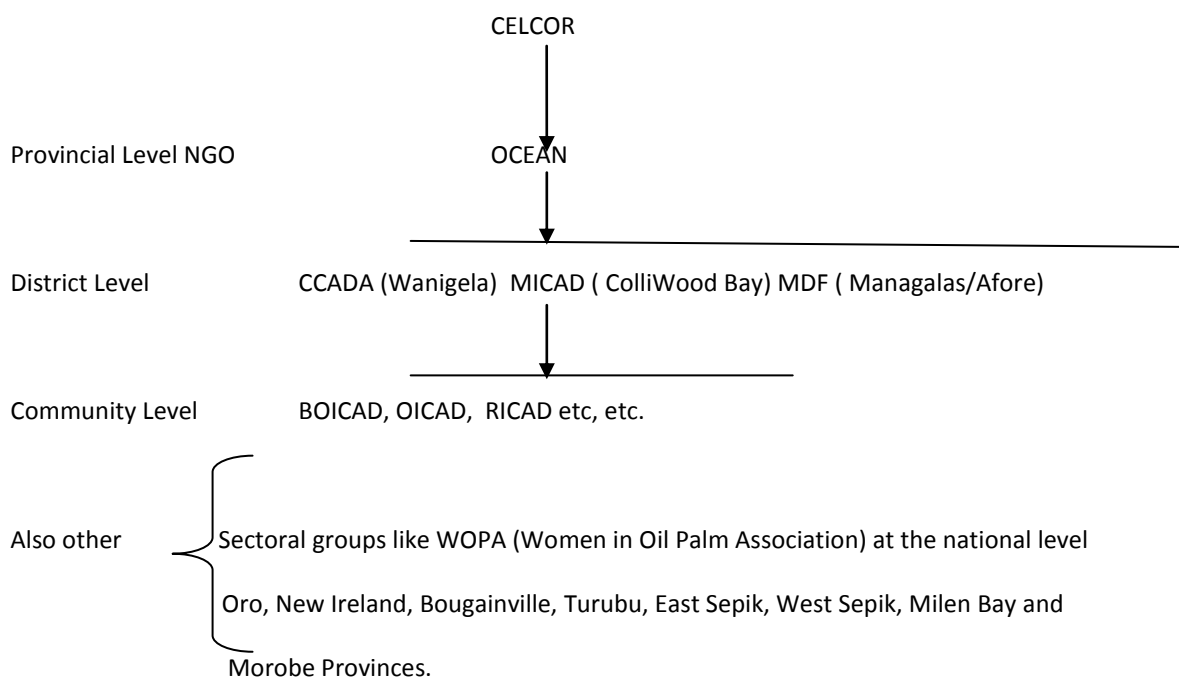 CELCOR
Provincial Level NGO OCEAN
District Level CCADA (Wanigela) MICAD ( ColliWood Bay) MDF ( Managalas/Afore)
Community Level BOICAD, OICAD, RICAD etc, etc.
Also other Sectoral groups like WOPA (Women in Oil Palm Association) at the national level
Oro, New Ireland, Bougainville, Turubu, East Sepik, West Sepik, Milen Bay and
Morobe Provinces.